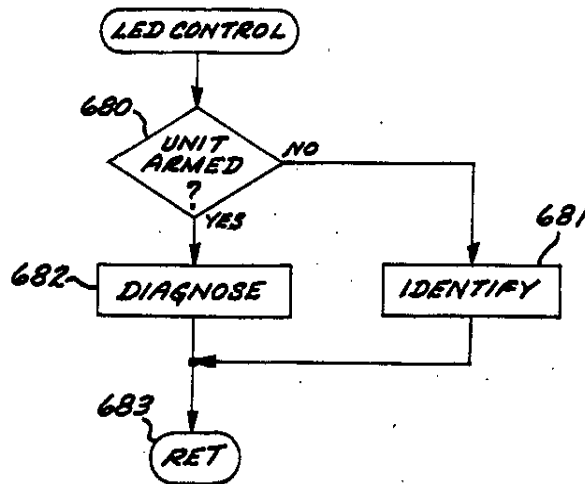 LED CONTROL
680
UNIT
ARMED
?
NO
YES
681
682
DIAGNOSE
IDENTIFY
683
RET